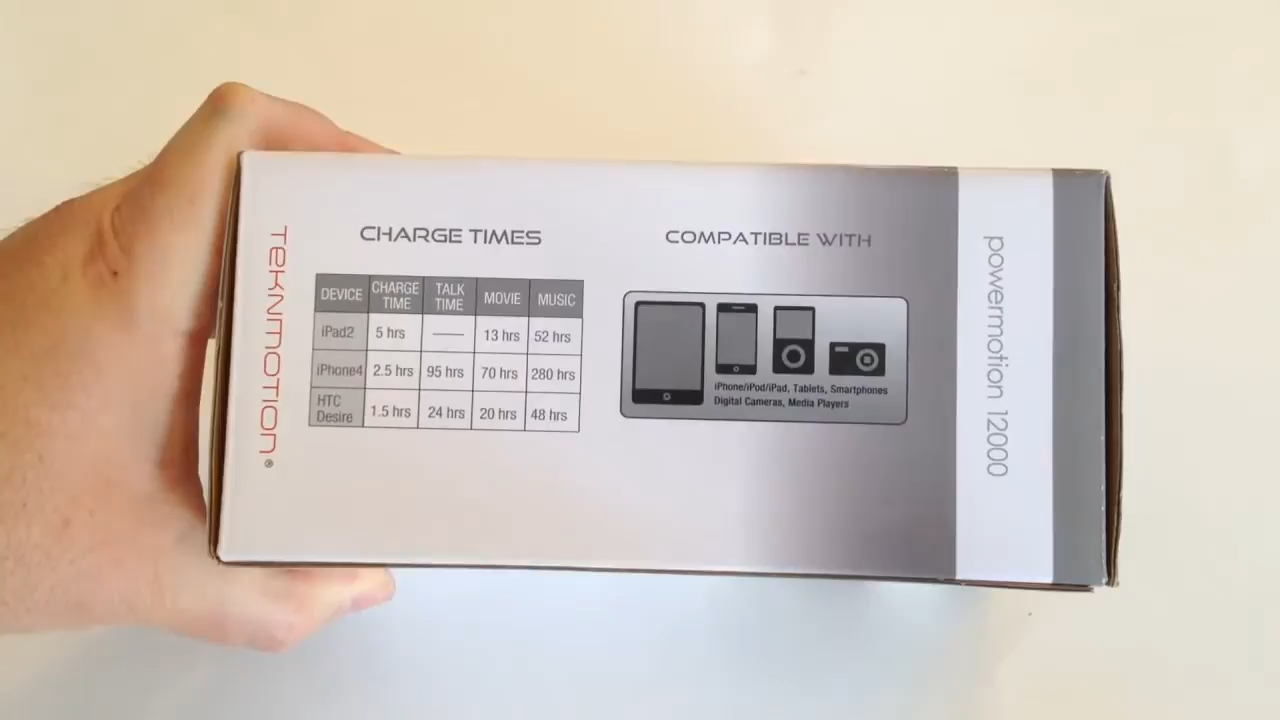 TEKNMOTION®
CHARGE TIMES
DEVICE CHARGE TIME TALK TIME MOVIE MUSIC
iPad2 5 hrs —— 13 hrs 52 hrs
iPhone4 2.5 hrs 95 hrs 70 hrs 280 hrs
HTC Desire 1.5 hrs 24 hrs 20 hrs 48 hrs
COMPATIBLE WITH
iPhone/iPod/iPad, Tablets, Smartphones
Digital Cameras, Media Players
powermotion 12000